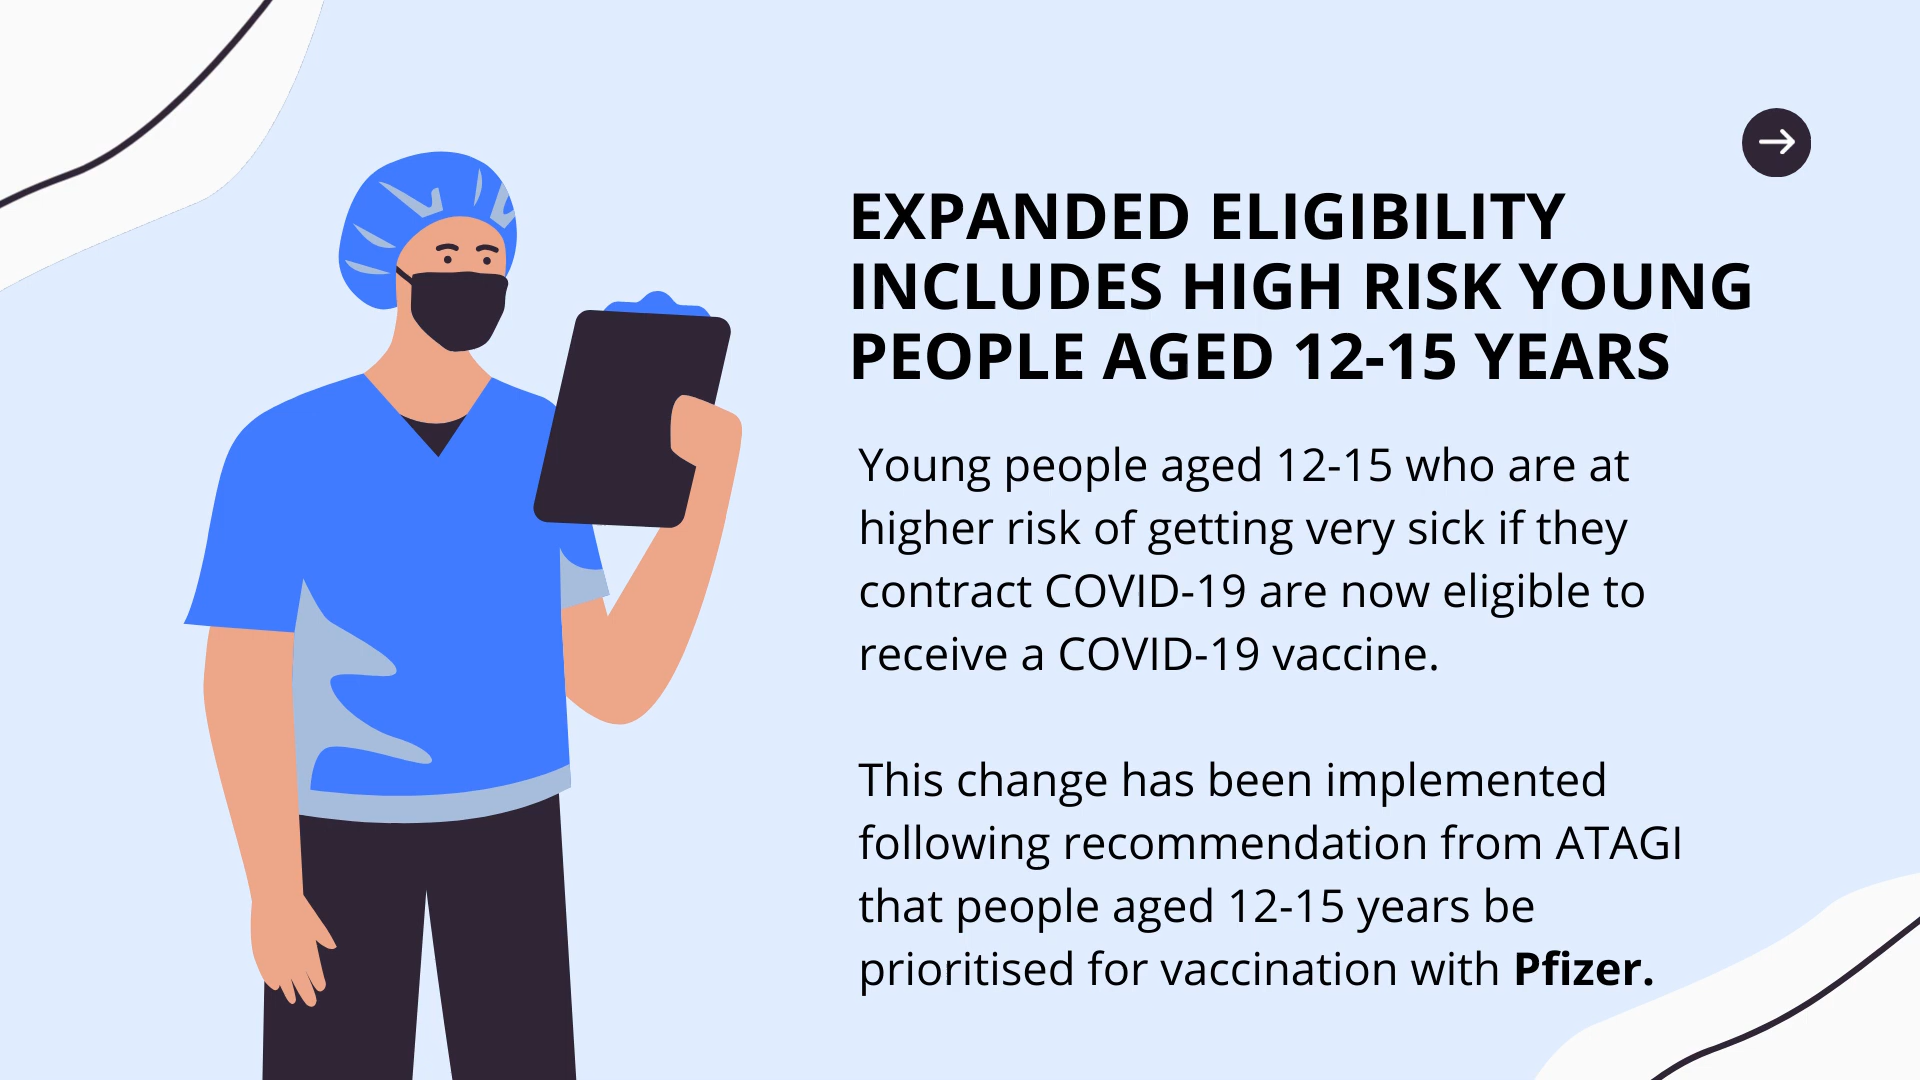 EXPANDED ELIGIBILITY
INCLUDES HIGH RISK YOUNG
PEOPLE AGED 12-15 YEARS
Young people aged 12-15 who are at
higher risk of getting very sick if they
contract COVID-19 are now eligible to
receive a COVID-19 vaccine.
This change has been implemented
following recommendation from ATAGI
that people aged 12-15 years be
prioritised for vaccination with Pfizer.